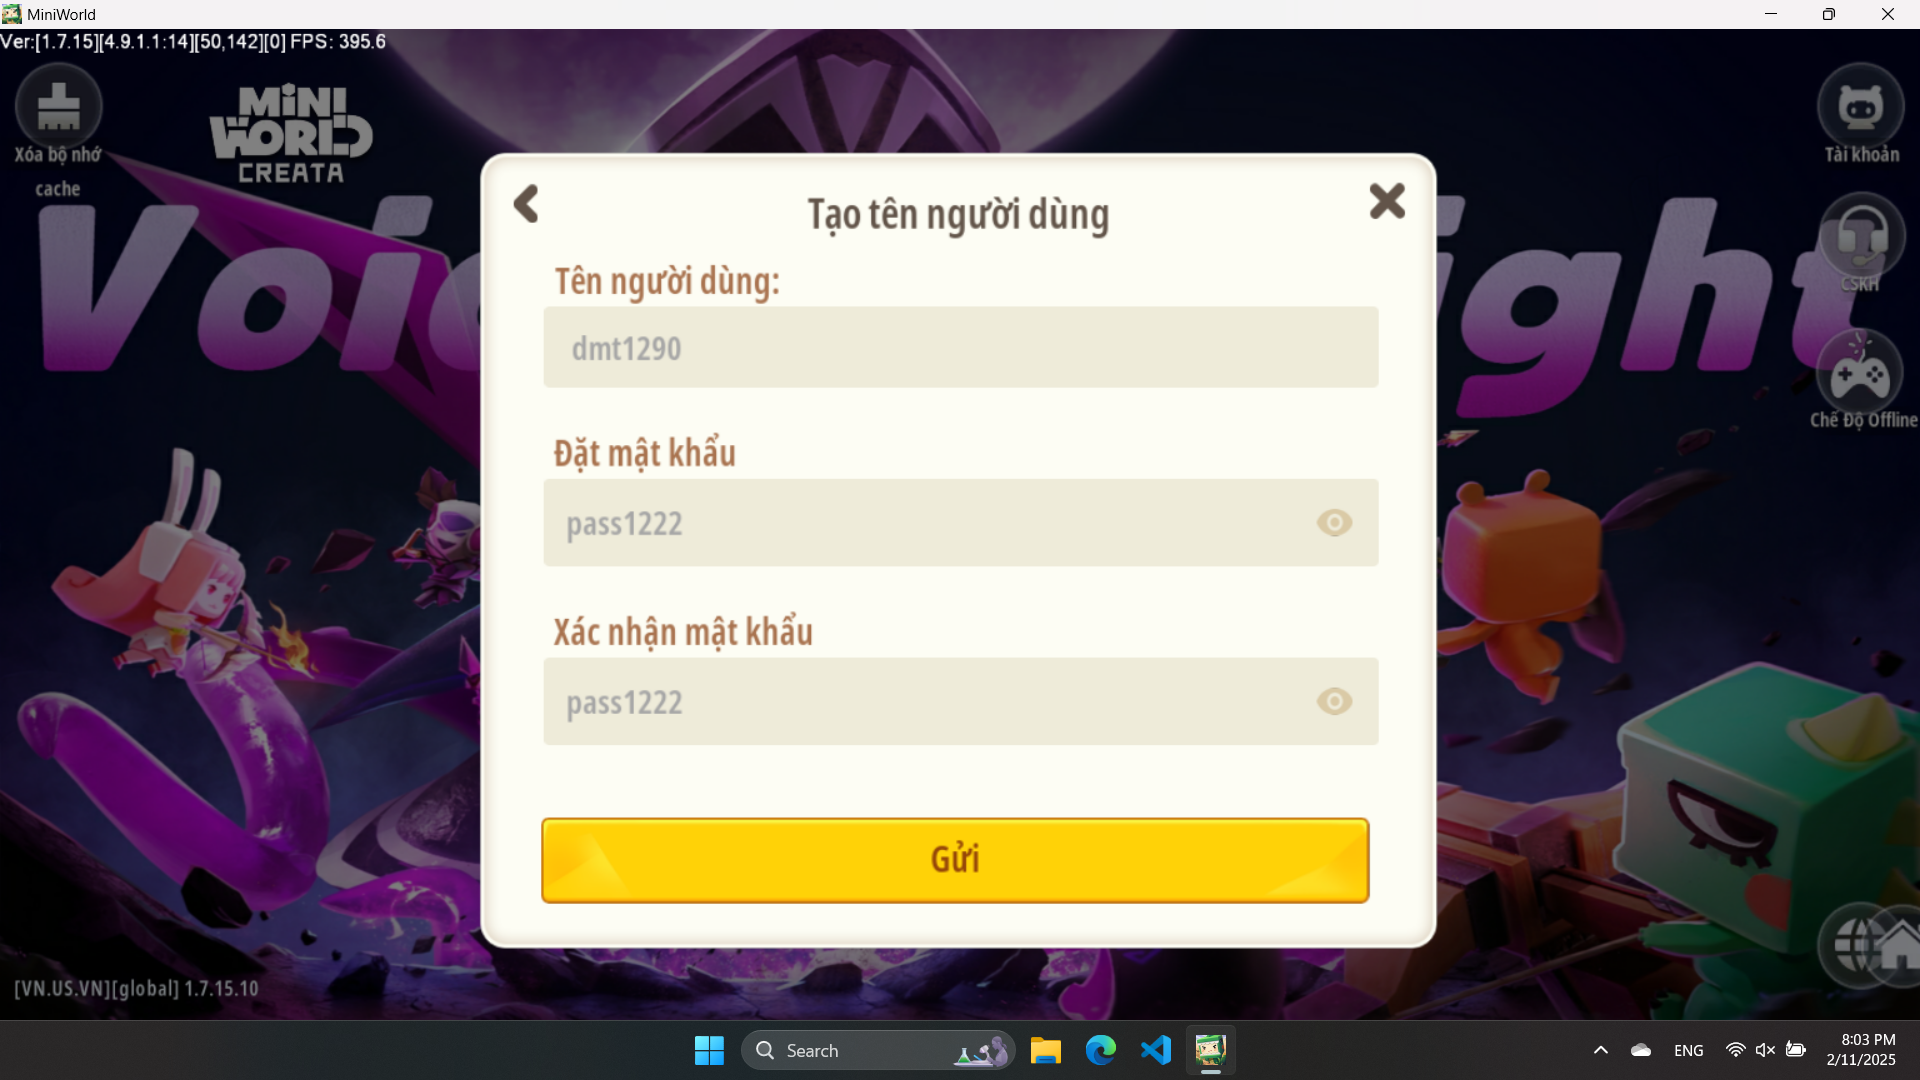 MiniWorld
Ver:[1.7.15][4.9.1.1:14][50,142][0] FPS: 395.6
MINI
WORLD
CREATA
Xóa bộ nhớ
cache
Tài khoản
CSKH
Chế Độ Offline
Tạo tên người dùng
Tên người dùng:
dmt1290
Đặt mật khẩu
pass1222
Xác nhận mật khẩu
pass1222
Gửi
[VN.US.VN][global] 1.7.15.10
Search
ENG
8:03 PM
2/11/2025